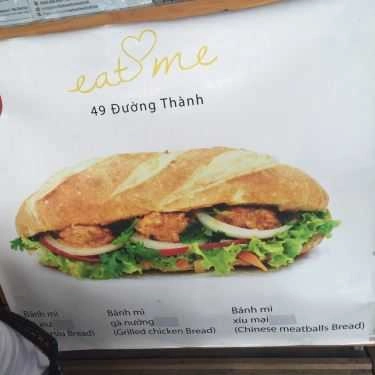 eat me
49 Đường Thành
Bánh mì
Bánh mì
gà nướng
(Grilled chicken Bread)
Bánh mì
xíu mại
(Chinese meatballs Bread)
Bread)